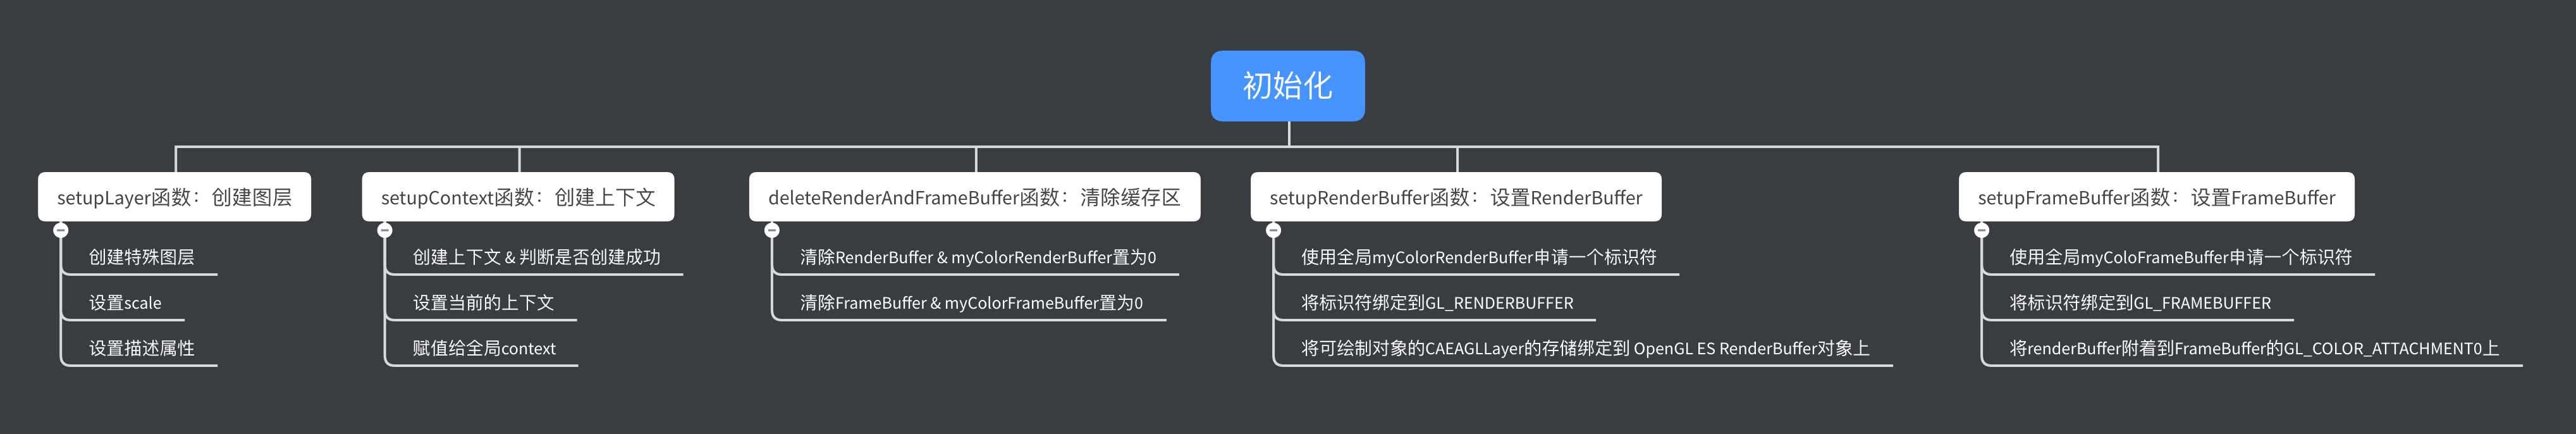 初始化
setupLayer函数：创建图层
创建特殊图层
设置scale
设置描述属性
setupContext函数：创建上下文
创建上下文 & 判断是否创建成功
设置当前的上下文
赋值给全局context
deleteRenderAndFrameBuffer函数：清除缓存区
清除RenderBuffer & myColorRenderBuffer置为0
清除FrameBuffer & myColorFrameBuffer置为0
setupRenderBuffer函数：设置RenderBuffer
使用全局myColorRenderBuffer申请一个标识符
将标识符绑定到GL_RENDERBUFFER
将可绘制对象的CAEAGLLayer的存储绑定到 OpenGL ES RenderBuffer对象上
setupFrameBuffer函数：设置FrameBuffer
使用全局myColoFrameBuffer申请一个标识符
将标识符绑定到GL_FRAMEBUFFER
将renderBuffer附着到FrameBuffer的GL_COLOR_ATTACHMENT0上